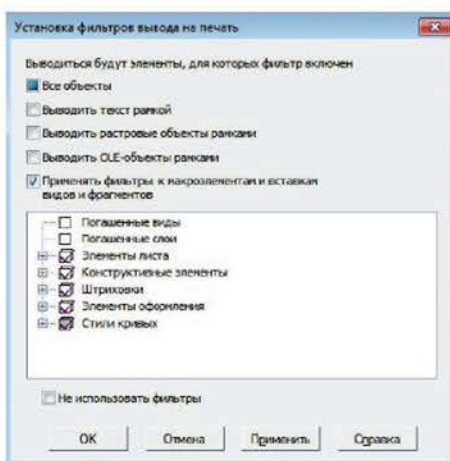 Установка фильтров вывода на печать
Выводиться будут элементы, для которых фильтр включен
Все объекты
Выводить текст рамкой
Выводить растровые объекты рамками
Выводить OLE-объекты рамками
Применять фильтры к макроэлементам и вставкам
видов и фрагментов
Погашенные виды
Погашенные слои
Элементы листа
Конструктивные элементы
Штриховки
Элементы оформления
Стили кривых
Не использовать фильтры
OK
Отмена
Применить
Справка